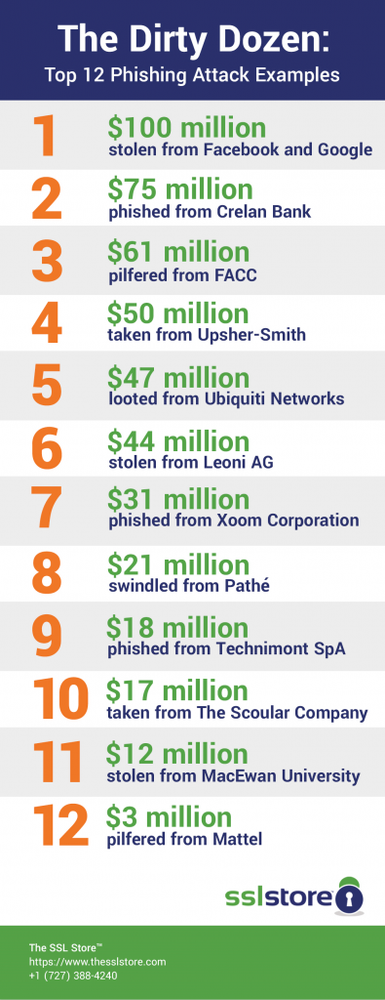 The Dirty Dozen:
Top 12 Phishing Attack Examples
1
$100 million
stolen from Facebook and Google
2
$75 million
phished from Crelan Bank
3
$61 million
pilfered from FACC
4
$50 million
taken from Upsher-Smith
5
$47 million
looted from Ubiquiti Networks
6
$44 million
stolen from Leoni AG
7
$31 million
phished from Xoom Corporation
8
$21 million
swindled from Pathé
9
$18 million
phished from Technimont SpA
10
$17 million
taken from The Scoular Company
11
$12 million
stolen from MacEwan University
12
$3 million
pilfered from Mattel
sslstore
The SSL Store™
https://www.thesslstore.com
+1 (727) 388-4240